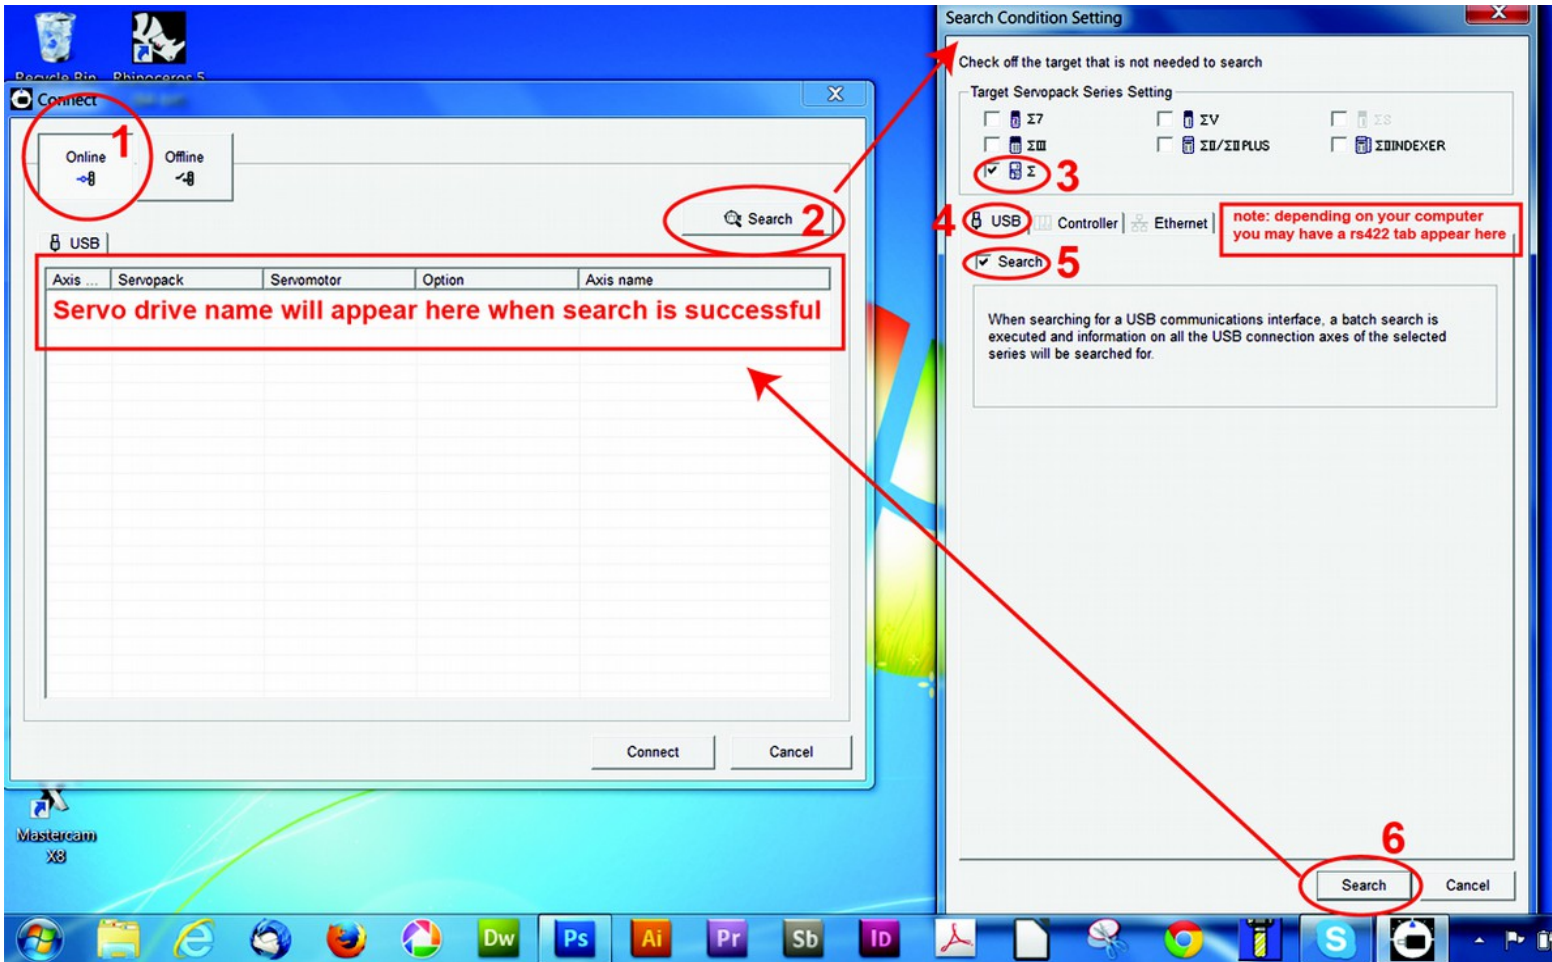 Recycle Bin
Rhinoceros 5
Connect
X
1
Online
Offline
2
Search
USB
Axis ...
Servopack
Servomotor
Option
Axis name
Servo drive name will appear here when search is successful
Connect
Cancel
Mastercam
X8
Search Condition Setting
X
Check off the target that is not needed to search
Target Servopack Series Setting
Σ7
ΣV
ΣS
ΣIII
ΣII/ΣIIPLUS
ΣIIINDEXER
Σ
3
4
USB
Controller
Ethernet
note: depending on your computer
you may have a rs422 tab appear here
Search
5
When searching for a USB communications interface, a batch search is
executed and information on all the USB connection axes of the selected
series will be searched for.
6
Search
Cancel
Dw
Ps
Ai
Pr
Sb
ID
S